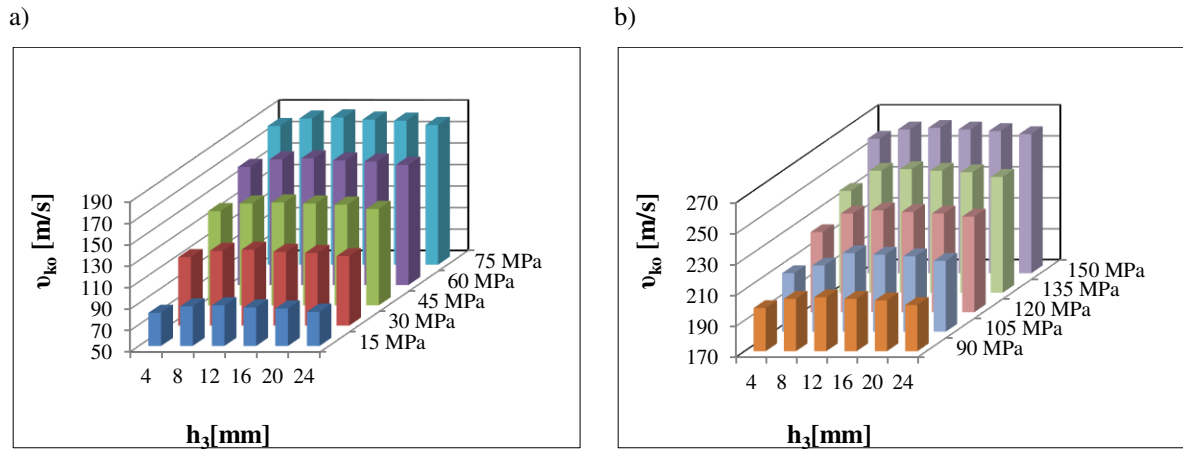 a)
190
170
150
130
110
90
70
50
υko [m/s]
4 8 12 16 20 24
h3[mm]
75 MPa
60 MPa
45 MPa
30 MPa
15 MPa
b)
270
250
230
210
190
170
υko [m/s]
4 8 12 16 20 24
h3[mm]
150 MPa
135 MPa
120 MPa
105 MPa
90 MPa